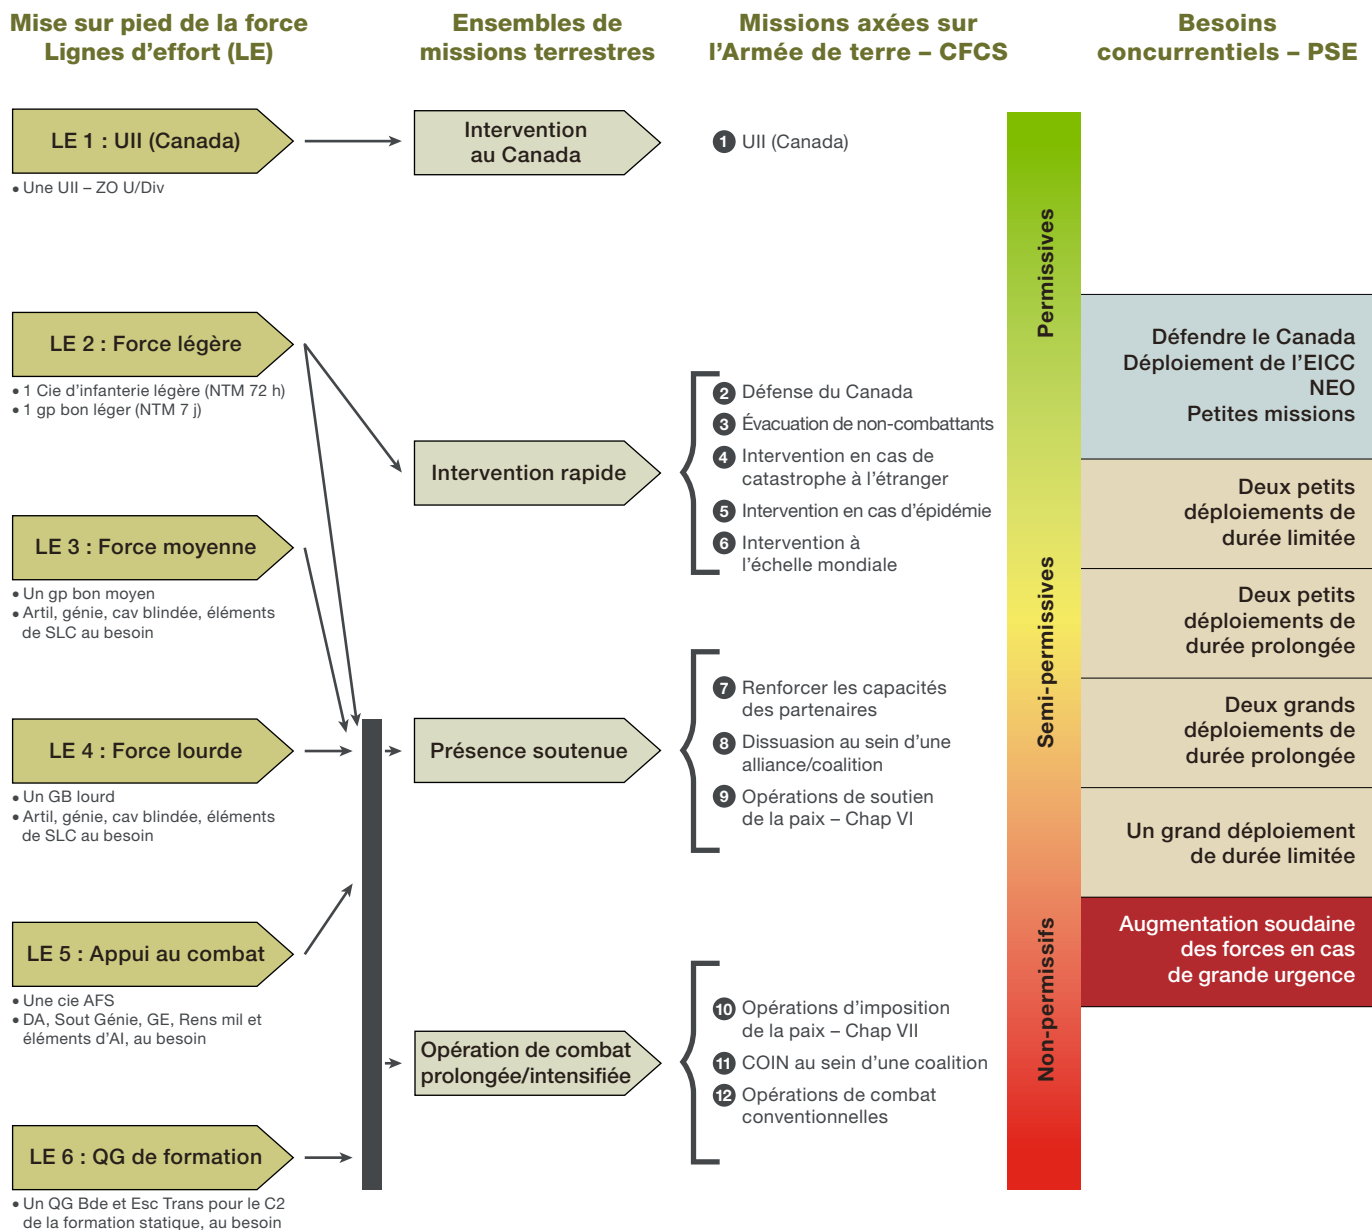 Mise sur pied de la force
Lignes d’effort (LE)
Ensembles de
missions terrestres
Missions axées sur
l’Armée de terre – CFCS
Besoins
concurrentiels – PSE
LE 1 : UII (Canada)
• Une UII – ZO U/Div
LE 2 : Force légère
• 1 Cie d’infanterie légère (NTM 72 h)
• 1 gp bon léger (NTM 7 j)
LE 3 : Force moyenne
• Un gp bon moyen
• Artil, génie, cav blindée, éléments
de SLC au besoin
LE 4 : Force lourde
• Un GB lourd
• Artil, génie, cav blindée, éléments
de SLC au besoin
LE 5 : Appui au combat
• Une cie AFS
• DA, Sout Génie, GE, Rens mil et
éléments d’AI, au besoin
LE 6 : QG de formation
• Un QG Bde et Esc Trans pour le C2
de la formation statique, au besoin
Intervention
au Canada
Intervention rapide
Présence soutenue
Opération de combat
prolongée/intensifiée
1 UII (Canada)
2 Défense du Canada
3 Évacuation de non-combattants
4 Intervention en cas de
catastrophe à l’étranger
5 Intervention en cas d’épidémie
6 Intervention à
l’échelle mondiale
7 Renforcer les capacités
des partenaires
8 Dissuasion au sein d’une
alliance/coalition
9 Opérations de soutien
de la paix – Chap VI
10 Opérations d’imposition
de la paix – Chap VII
11 COIN au sein d’une coalition
12 Opérations de combat
conventionnelles
Permissives
Semi-permissives
Non-permissifs
Défendre le Canada
Déploiement de l’EICC
NEO
Petites missions
Deux petits
déploiements de
durée limitée
Deux petits
déploiements de
durée prolongée
Deux grands
déploiements de
durée prolongée
Un grand déploiement
de durée limitée
Augmentation soudaine
des forces en cas
de grande urgence